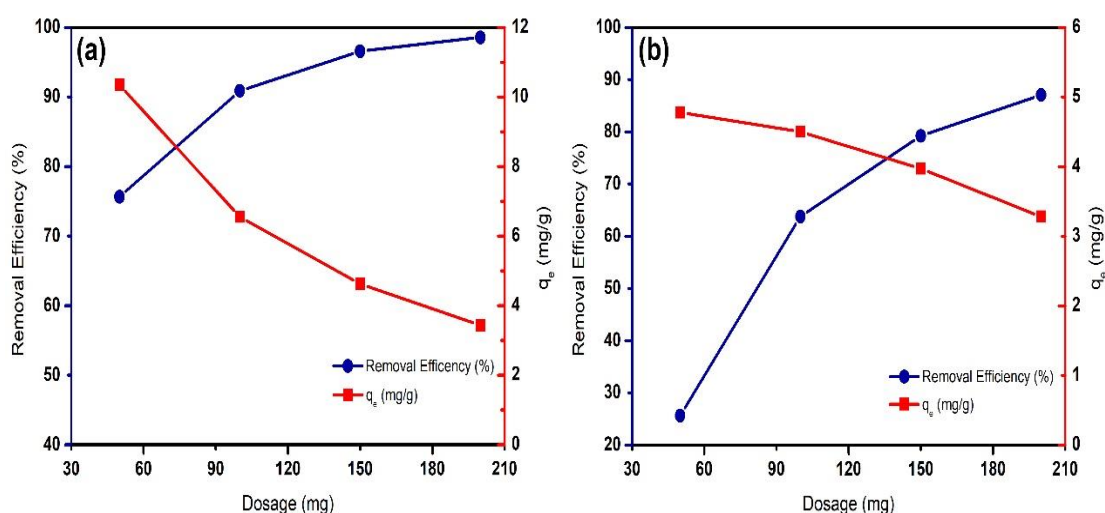 (a)
Removal Efficiency (%)
100
90
80
70
60
50
40
12
10
8
6
4
2
0
qe (mg/g)
Removal Efficency (%)
qe (mg/g)
30 60 90 120 150 180 210
Dosage (mg)
(b)
Removal Efficiency (%)
100
90
80
70
60
50
40
30
20
6
5
4
3
2
1
0
qe (mg/g)
Removal Efficiency (%)
qe (mg/g)
30 60 90 120 150 180 210
Dosage (mg)